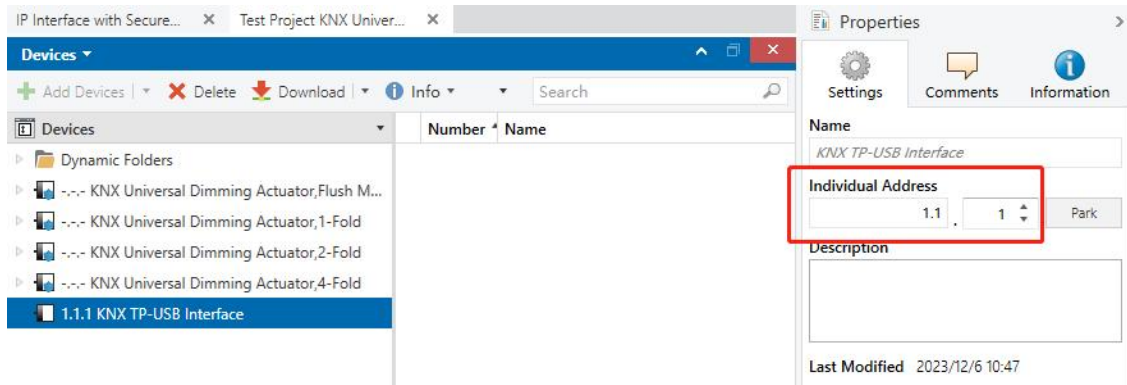 IP Interface with Secure... × Test Project KNX Univer... ×
Devices
Add Devices Delete Download Info Search
Devices
Number Name
Dynamic Folders
-.-.- KNX Universal Dimming Actuator,Flush M...
-.-.- KNX Universal Dimming Actuator,1-Fold
-.-.- KNX Universal Dimming Actuator,2-Fold
-.-.- KNX Universal Dimming Actuator,4-Fold
1.1.1 KNX TP-USB Interface
Properties
Settings Comments Information
Name
KNX TP-USB Interface
Individual Address
1.1 . 1 Park
Description
Last Modified 2023/12/6 10:47